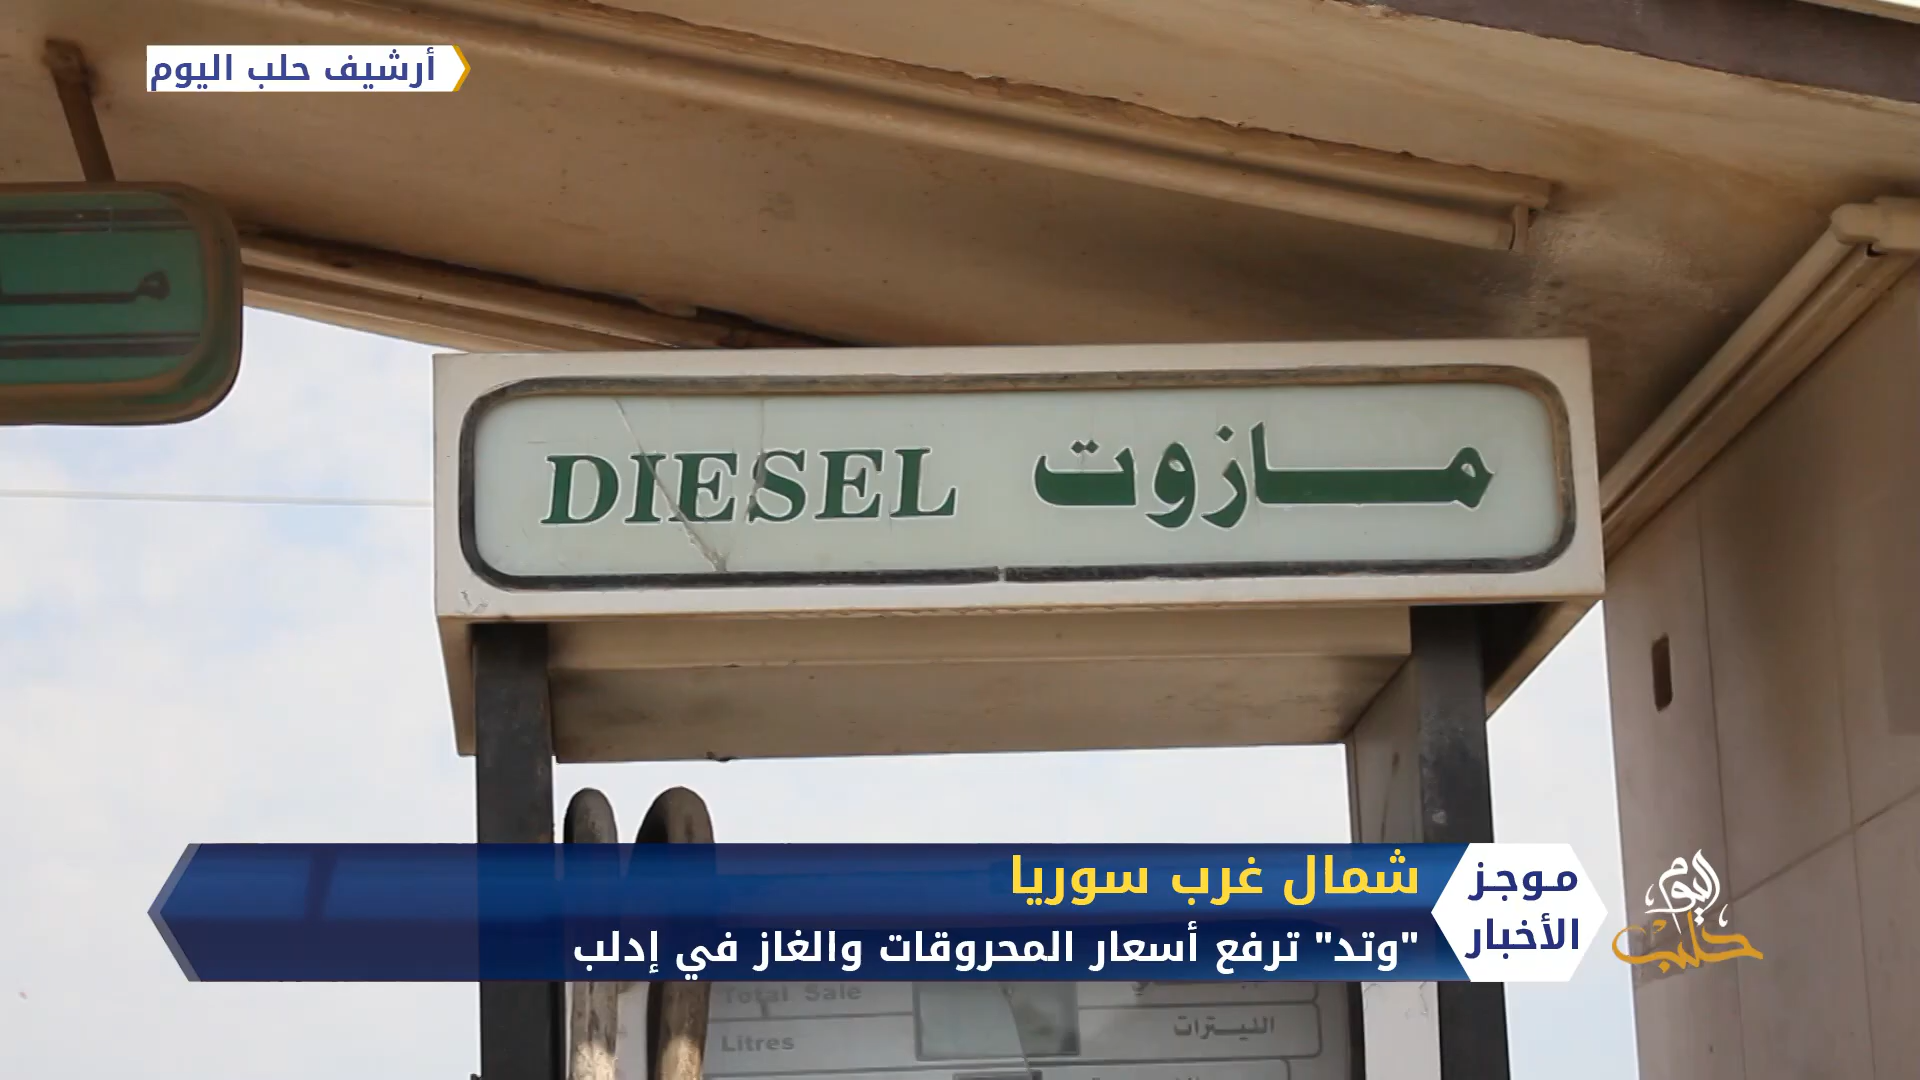 أرشيف حلب اليوم
DIESEL مازوت
شمال غرب سوريا
"وتد" ترفع أسعار المحروقات والغاز في إدلب
موجز
الأخبار
حلب
اليوم
Total Sale
Litres الليترات